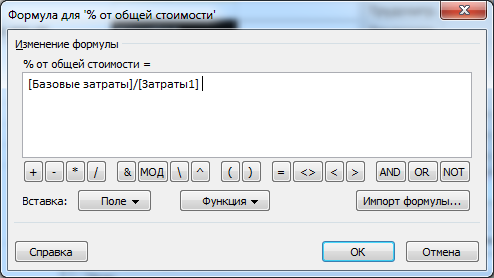 Формула для '% от общей стоимости'
Изменение формулы
% от общей стоимости =
[Базовые затраты]/[Затраты1]
+ - * / & МОД \ ^ ( ) = <> < > AND OR NOT
Вставка: Поле Функция Импорт формулы...
Справка ОК Отмена